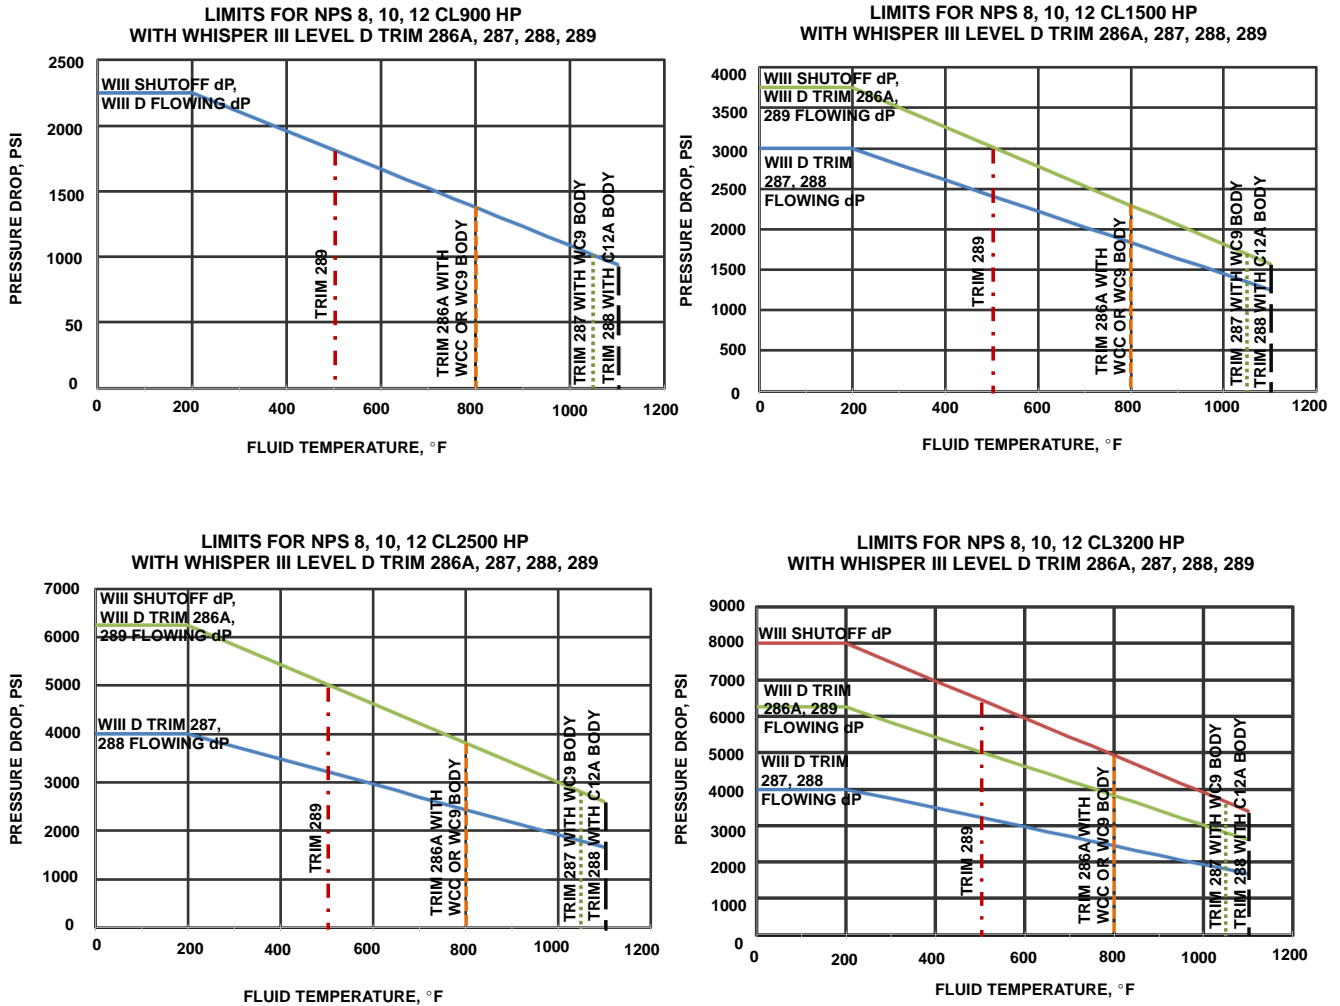 LIMITS FOR NPS 8, 10, 12 CL900 HP
WITH WHISPER III LEVEL D TRIM 286A, 287, 288, 289
PRESSURE DROP, PSI
2500
2000
1500
1000
50
0
WIII SHUTOFF dP,
WIII D FLOWING dP
TRIM 289
TRIM 286A WITH
WCC OR WC9 BODY
TRIM 287 WITH WC9 BODY
TRIM 288 WITH C12A BODY
0
200
400
600
800
1000
1200
FLUID TEMPERATURE, °F
LIMITS FOR NPS 8, 10, 12 CL1500 HP
WITH WHISPER III LEVEL D TRIM 286A, 287, 288, 289
PRESSURE DROP, PSI
4000
3500
3000
2500
2000
1500
1000
500
0
WIII SHUTOFF dP,
WIII D TRIM 286A,
289 FLOWING dP
WIII D TRIM
287, 288
FLOWING dP
TRIM 289
TRIM 286A WITH
WCC OR WC9 BODY
TRIM 287 WITH WC9 BODY
TRIM 288 WITH C12A BODY
0
200
400
600
800
1000
1200
FLUID TEMPERATURE, °F
LIMITS FOR NPS 8, 10, 12 CL2500 HP
WITH WHISPER III LEVEL D TRIM 286A, 287, 288, 289
PRESSURE DROP, PSI
7000
6000
5000
4000
3000
2000
1000
0
WIII SHUTOFF dP,
WIII D TRIM 286A,
289 FLOWING dP
WIII D TRIM 287,
288 FLOWING dP
TRIM 289
TRIM 286A WITH
WCC OR WC9 BODY
TRIM 287 WITH WC9 BODY
TRIM 288 WITH C12A BODY
0
200
400
600
800
1000
1200
FLUID TEMPERATURE, °F
LIMITS FOR NPS 8, 10, 12 CL3200 HP
WITH WHISPER III LEVEL D TRIM 286A, 287, 288, 289
PRESSURE DROP, PSI
9000
8000
7000
6000
5000
4000
3000
2000
1000
0
WIII SHUTOFF dP
WIII D TRIM
286A, 289
FLOWING dP
WIII D TRIM
287, 288
FLOWING dP
TRIM 289
TRIM 286A WITH
WCC OR WC9 BODY
TRIM 287 WITH WC9 BODY
TRIM 288 WITH C12A BODY
0
200
400
600
800
1000
1200
FLUID TEMPERATURE, °F